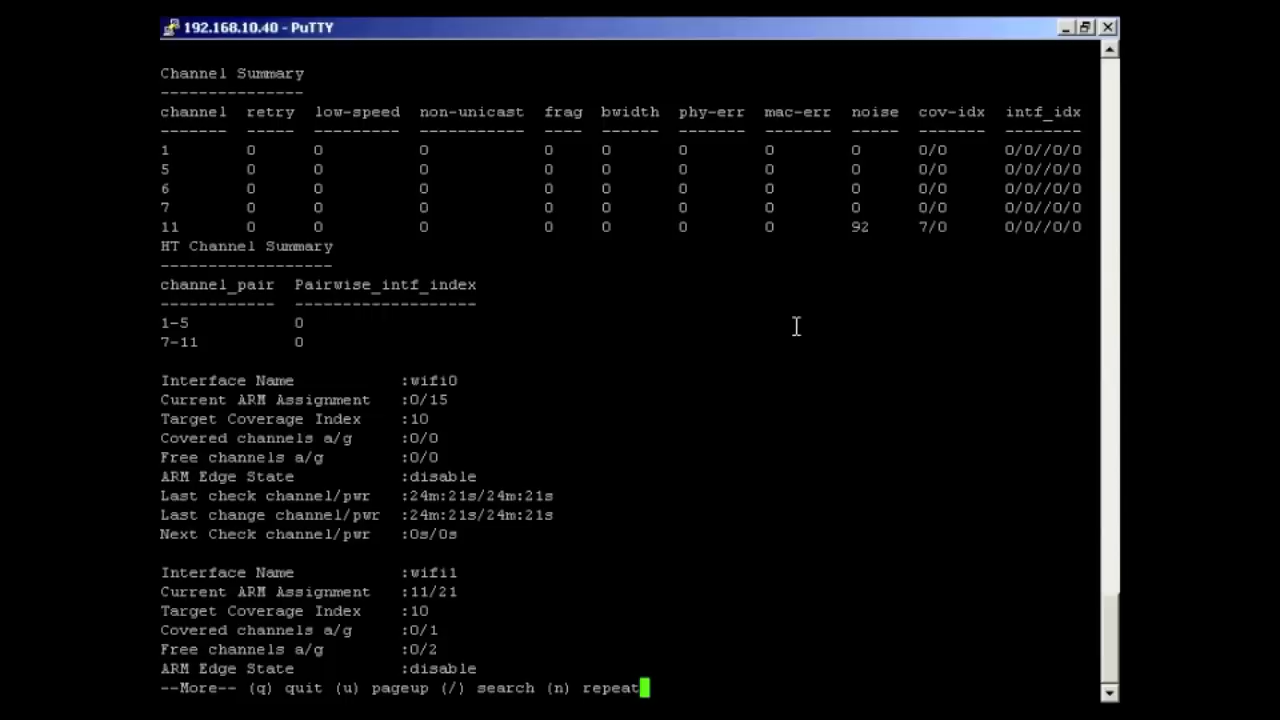 192.168.10.40 - PuTTY
Channel Summary
---------------
channel  retry  low-speed  non-unicast  frag  bwidth  phy-err  mac-err  noise  cov-idx  intf_idx
-------  -----  ---------  -----------  ----  ------  -------  -------  -----  -------  --------
1        0      0          0            0     0       0        0        0      0/0      0/0//0/0
5        0      0          0            0     0       0        0        0      0/0      0/0//0/0
6        0      0          0            0     0       0        0        0      0/0      0/0//0/0
7        0      0          0            0     0       0        0        0      0/0      0/0//0/0
11       0      0          0            0     0       0        0        92     7/0      0/0//0/0
HT Channel Summary
------------------
channel_pair  Pairwise_intf_index
------------  -------------------
1-5           0
7-11          0
Interface Name           :wifi0
Current ARM Assignment   :0/15
Target Coverage Index    :10
Covered channels a/g     :0/0
Free channels a/g        :0/0
ARM Edge State           :disable
Last check channel/pwr   :24m:21s/24m:21s
Last change channel/pwr  :24m:21s/24m:21s
Next Check channel/pwr   :0s/0s
Interface Name           :wifi1
Current ARM Assignment   :11/21
Target Coverage Index    :10
Covered channels a/g     :0/1
Free channels a/g        :0/2
ARM Edge State           :disable
--More-- (q) quit (u) pageup (/) search (n) repeat